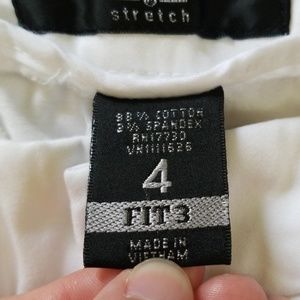 stretch
98% COTTON
2% SPANDEX
RN17730
VN1111626
4
FIT3
MADE IN
VIETNAM